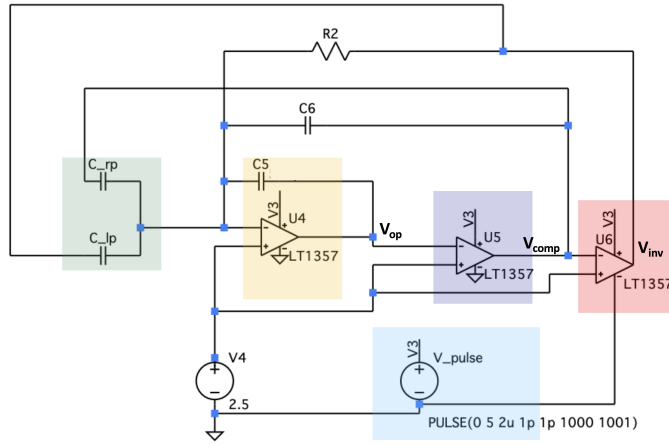 R2
C_rp
C6
C5
V3
U4
C_lp
V_op
LT1357
V3
U5
V_comp
LT1357
V3
U6
V_inv
LT1357
V4
2.5
V3
V_pulse
PULSE(0 5 2u 1p 1p 1000 1001)